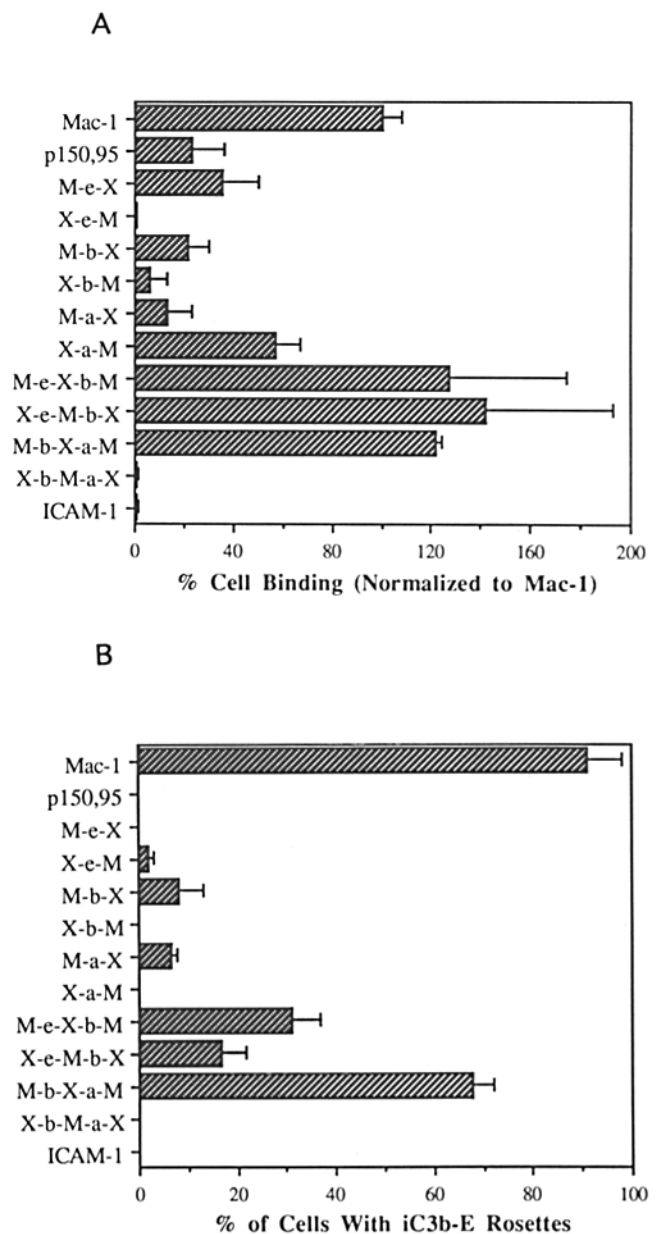 A
Mac-1
p150,95
M-e-X
X-e-M
M-b-X
X-b-M
M-a-X
X-a-M
M-e-X-b-M
X-e-M-b-X
M-b-X-a-M
X-b-M-a-X
ICAM-1
0 40 80 120 160 200
% Cell Binding (Normalized to Mac-1)
B
Mac-1
p150,95
M-e-X
X-e-M
M-b-X
X-b-M
M-a-X
X-a-M
M-e-X-b-M
X-e-M-b-X
M-b-X-a-M
X-b-M-a-X
ICAM-1
0 20 40 60 80 100
% of Cells With iC3b-E Rosettes